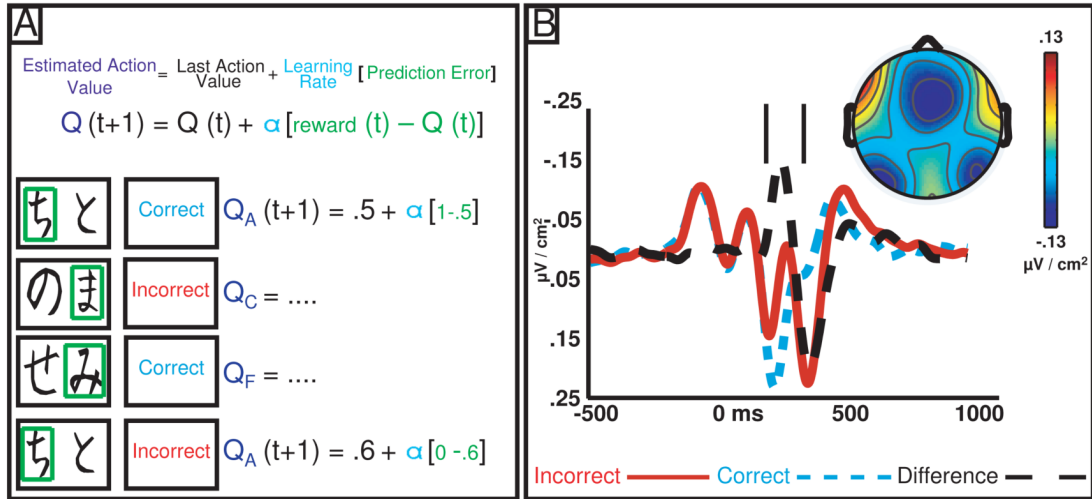 A
Estimated Action Value = Last Action Value + Learning Rate [Prediction Error]
Q (t+1) = Q (t) + α [reward (t) – Q (t)]
ち と Correct Q_A (t+1) = .5 + α [1-.5]
の ま Incorrect Q_C = ....
せ み Correct Q_F = ....
ち と Incorrect Q_A (t+1) = .6 + α [0 -.6]
B
-.25
-.15
-.05
.05
.15
.25
µV / cm²
-500 0 ms 500 1000
.13
-.13
µV / cm²
Incorrect Correct Difference